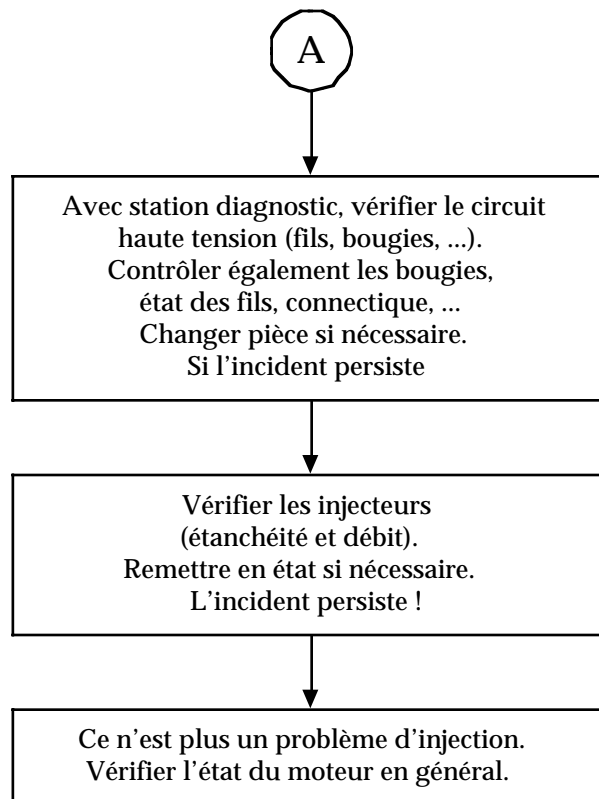 A
Avec station diagnostic, vérifier le circuit
haute tension (fils, bougies, ...).
Contrôler également les bougies,
état des fils, connectique, ...
Changer pièce si nécessaire.
Si l'incident persiste
Vérifier les injecteurs
(étanchéité et débit).
Remettre en état si nécessaire.
L'incident persiste !
Ce n'est plus un problème d'injection.
Vérifier l'état du moteur en général.